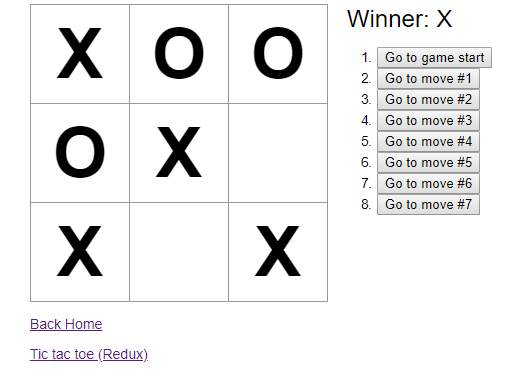 X O O
O X
X X
Winner: X
1. Go to game start
2. Go to move #1
3. Go to move #2
4. Go to move #3
5. Go to move #4
6. Go to move #5
7. Go to move #6
8. Go to move #7
Back Home
Tic tac toe (Redux)